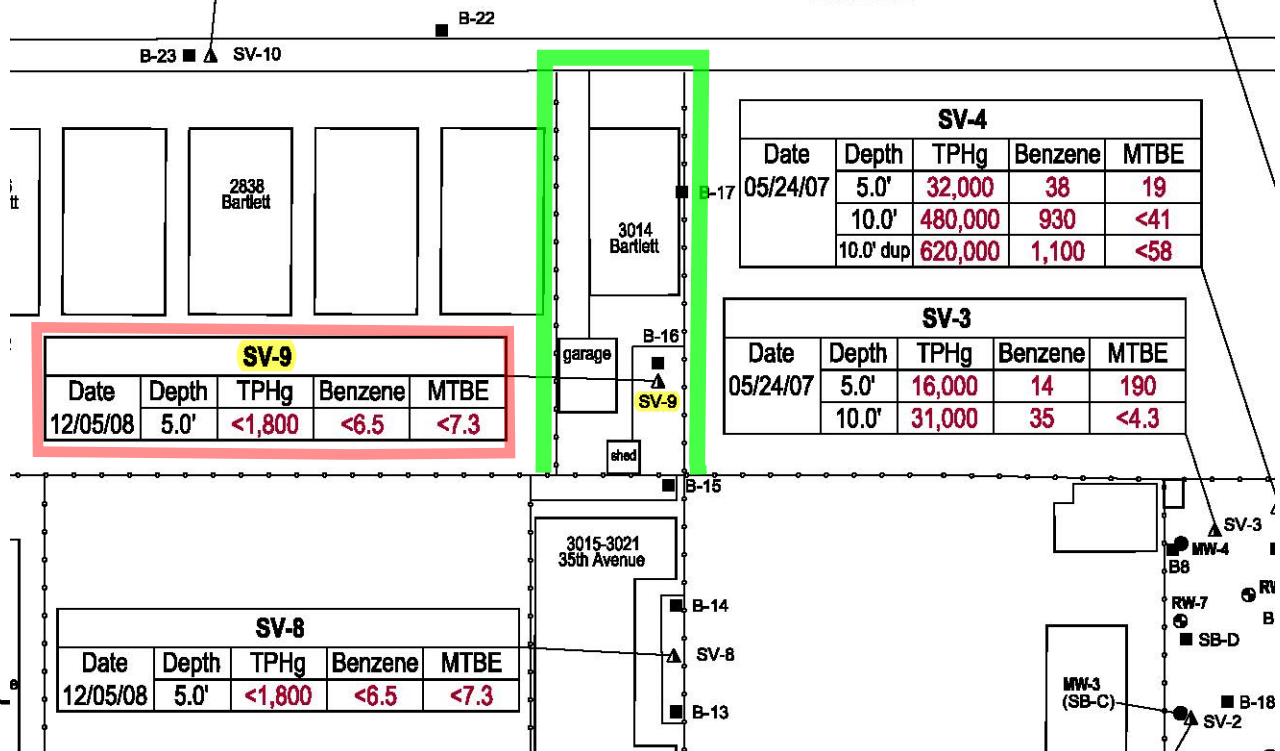 B-22
B-23 SV-10
2838
Bartlett
B-17
3014
Bartlett
SV-4
Date Depth TPHg Benzene MTBE
05/24/07 5.0' 32,000 38 19
10.0' 480,000 930 <41
10.0' dup 620,000 1,100 <58
SV-3
Date Depth TPHg Benzene MTBE
05/24/07 5.0' 16,000 14 190
10.0' 31,000 35 <4.3
SV-9
Date Depth TPHg Benzene MTBE
12/05/08 5.0' <1,800 <6.5 <7.3
garage
B-16
SV-9
shed
B-15
3015-3021
35th Avenue
B-14
SV-8
B-13
SV-8
Date Depth TPHg Benzene MTBE
12/05/08 5.0' <1,800 <6.5 <7.3
SV-3
MW-4
B8
RW-7
SB-D
MW-3
(SB-C)
B-18
SV-2